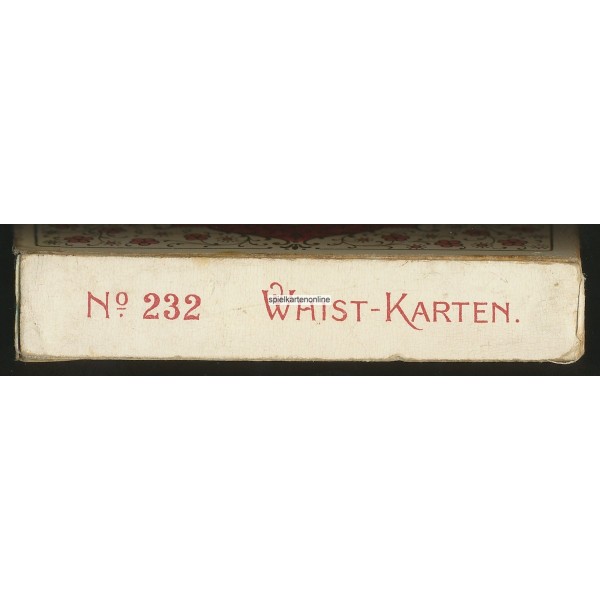 Nº 232 WHIST-KARTEN.
spielkartenonline